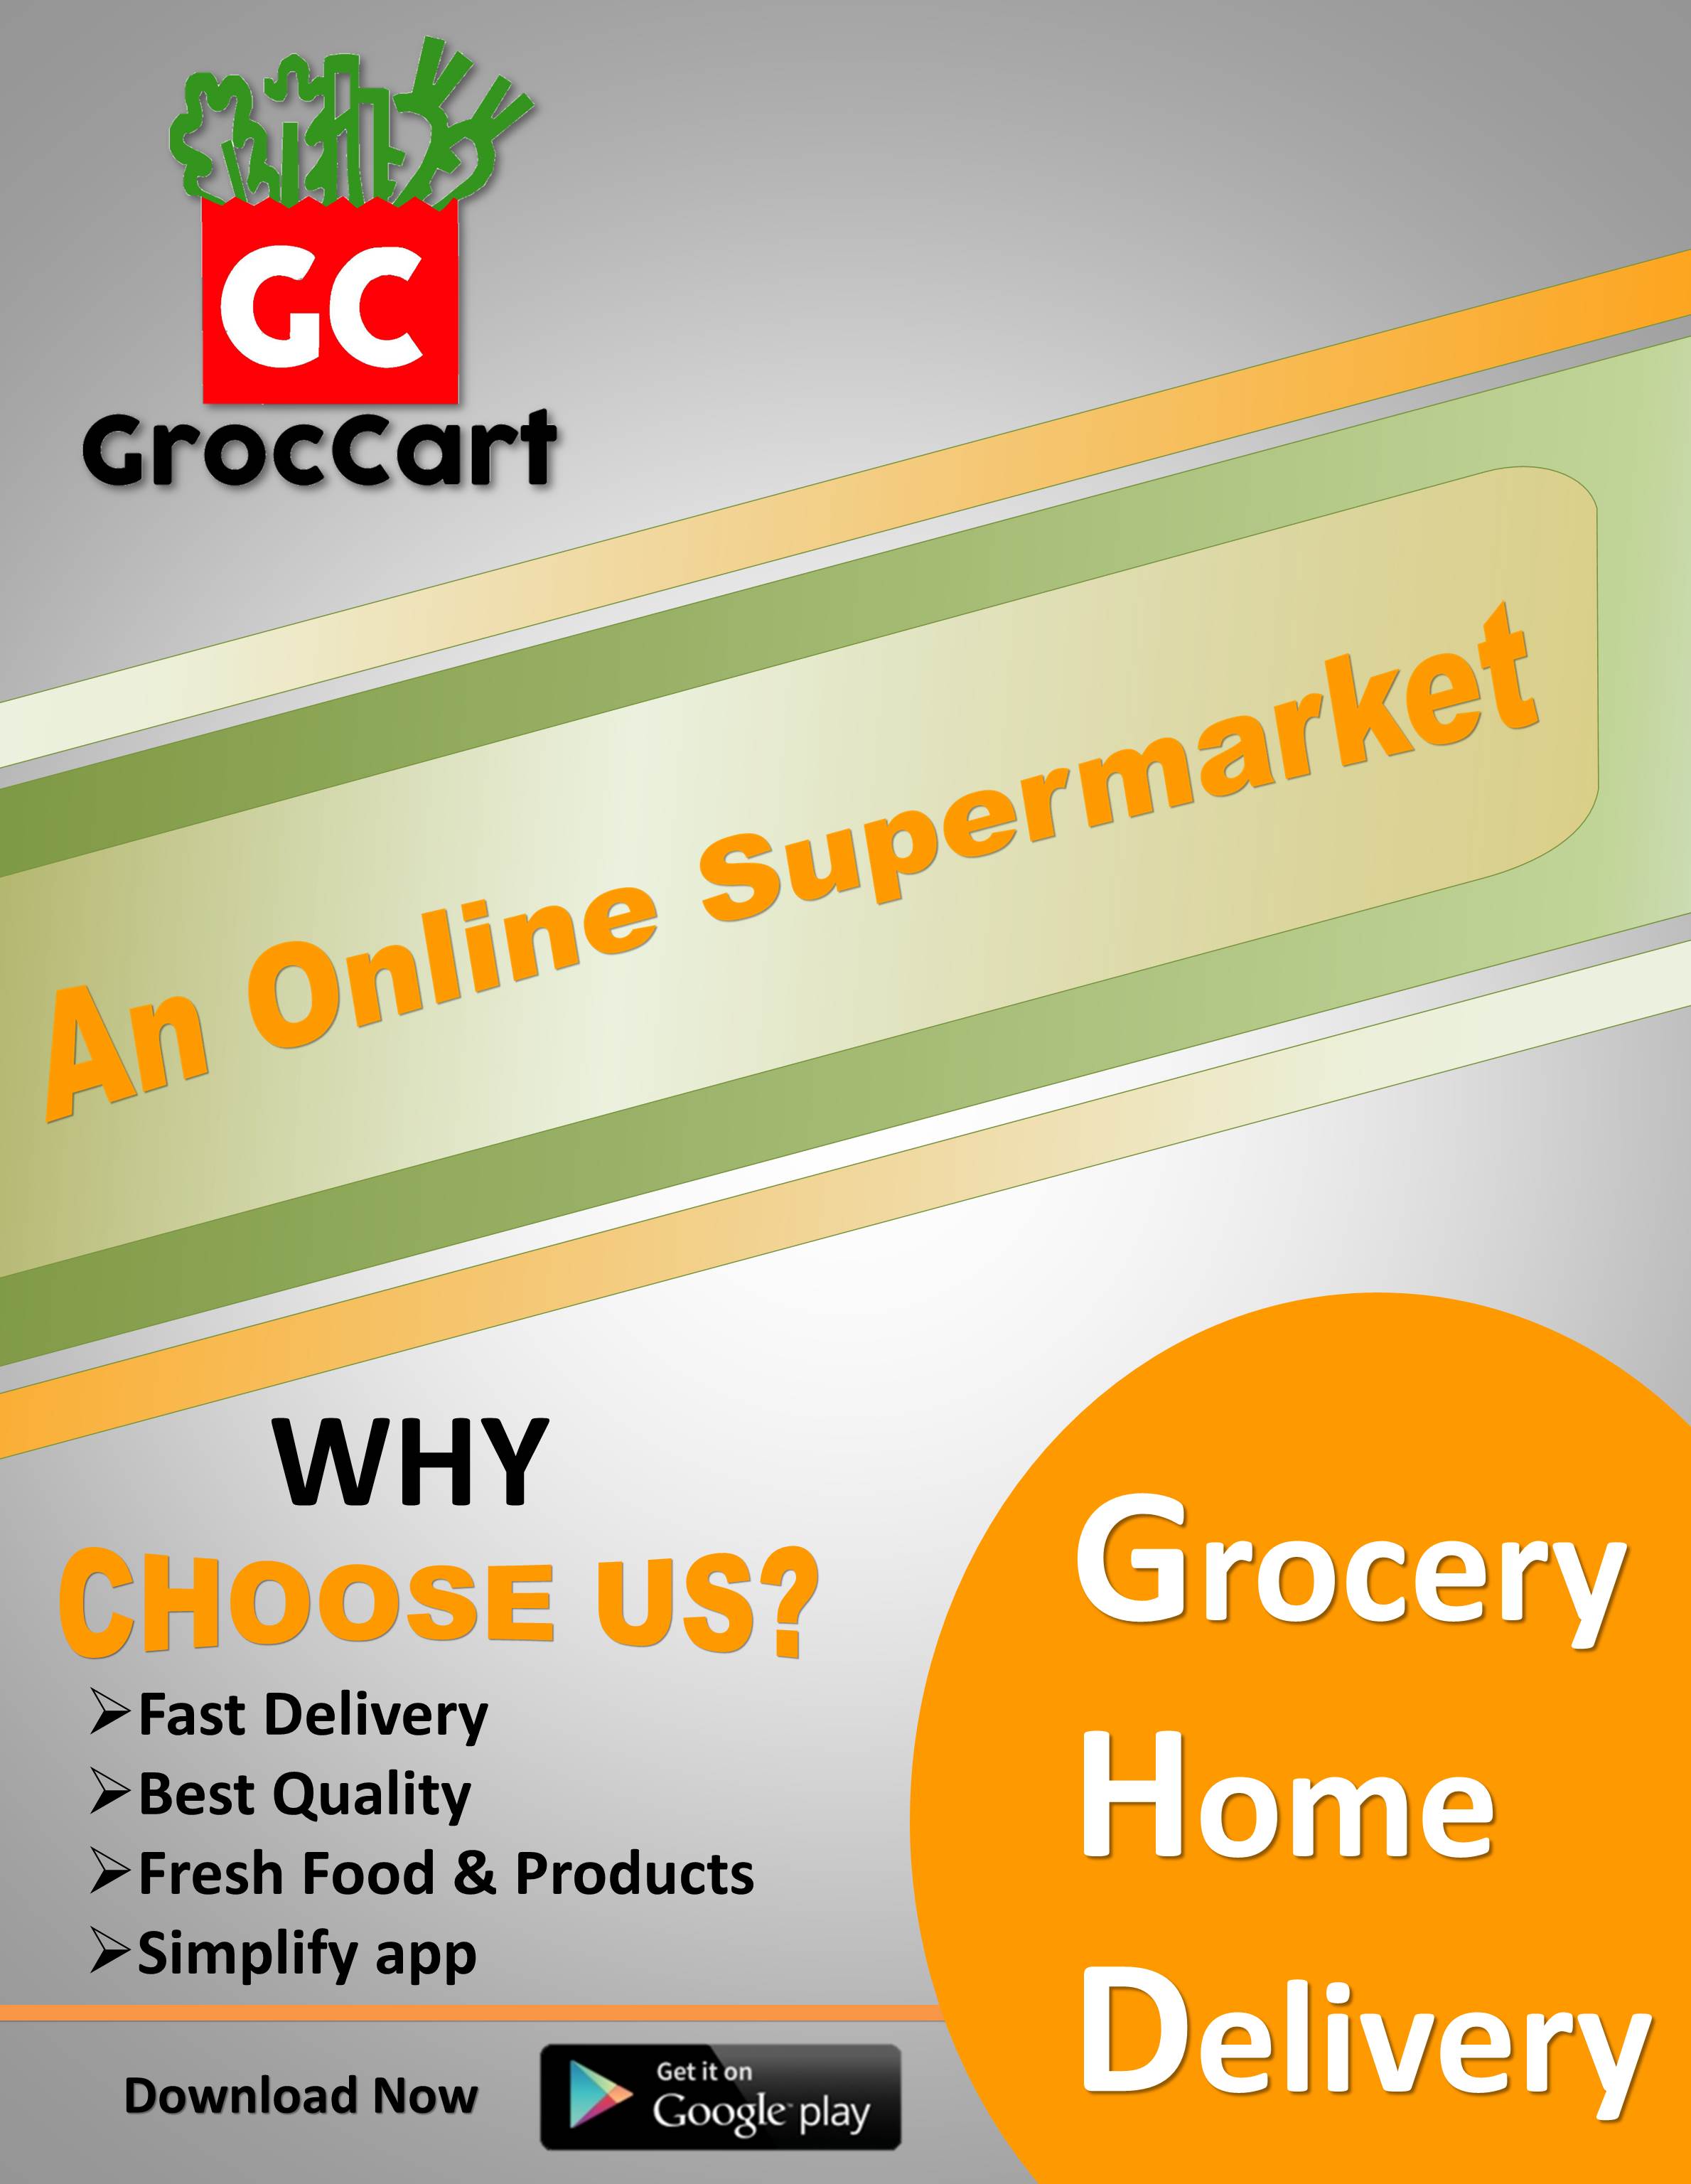 GC
GrocCart
An Online Supermarket
WHY
CHOOSE US?
Fast Delivery
Best Quality
Fresh Food & Products
Simplify app
Grocery
Home
Delivery
Download Now
Get it on
Google play